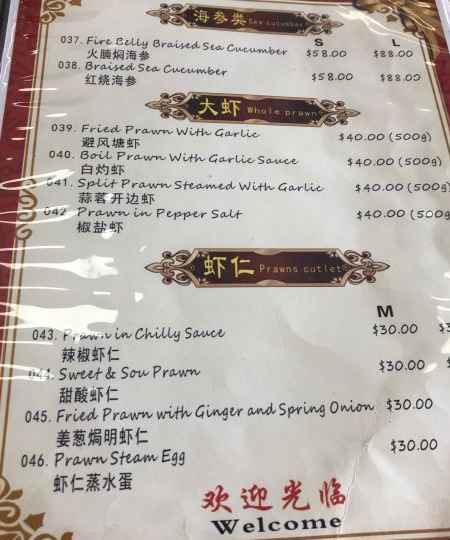 海参类 Sea Cucumber
S L
037. Fire Belly Braised Sea Cucumber $58.00 $88.00
火腩焖海参
038. Braised Sea Cucumber $58.00 $88.00
红烧海参
大虾 Whole prawn
039. Fried Prawn With Garlic $40.00 (500g)
避风塘虾
040. Boil Prawn With Garlic Sauce $40.00 (500g)
白灼虾
041. Split Prawn Steamed With Garlic $40.00 (500g)
蒜茗开边虾
042. Prawn in Pepper Salt $40.00 (500g
椒盐虾
虾仁 Prawns cutlet
M
043. Prawn in Chilly Sauce $30.00
辣椒虾仁
044. Sweet & Sou Prawn $30.00
甜酸虾仁
045. Fried Prawn with Ginger and Spring Onion $30.00
姜葱焗明虾仁
046. Prawn Steam Egg $30.00
虾仁蒸水蛋
欢迎光临
Welcome